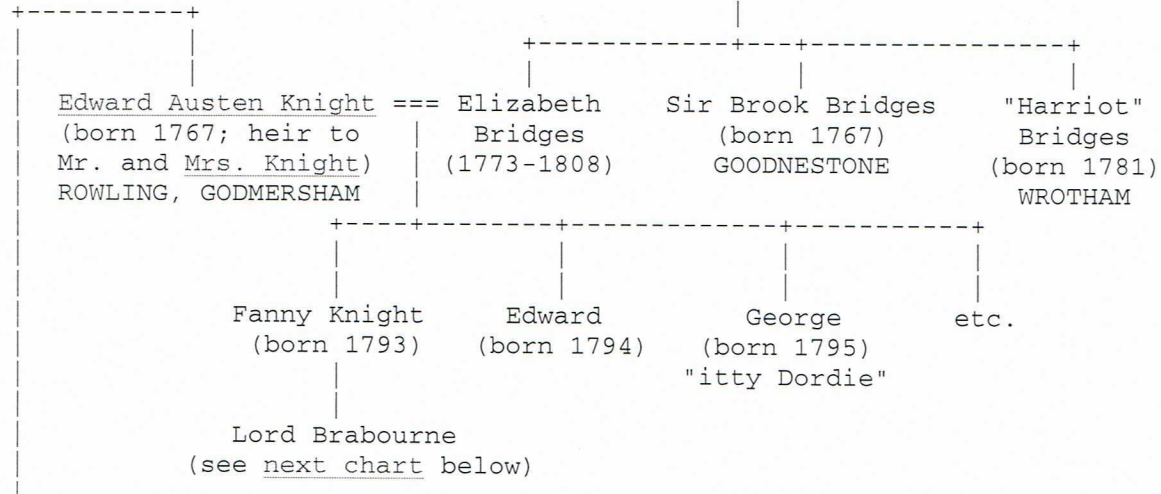 Edward Austen Knight === Elizabeth Sir Brook Bridges "Harriot"
(born 1767; heir to Bridges (born 1767) Bridges
Mr. and Mrs. Knight) (1773-1808) GOODNESTONE (born 1781)
ROWLING, GODMERSHAM WROTHAM
Fanny Knight Edward George etc.
(born 1793) (born 1794) (born 1795)
"itty Dordie"
Lord Brabourne
(see next chart below)